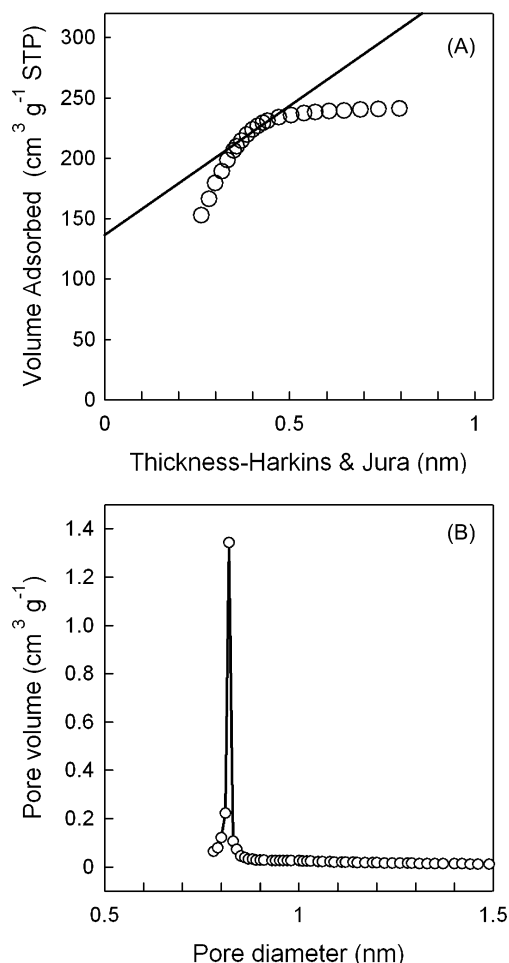 (A)
Volume Adsorbed (cm³ g⁻¹ STP)
300
250
200
150
100
50
0
0 0.5 1
Thickness-Harkins & Jura (nm)
(B)
Pore volume (cm³ g⁻¹)
1.4
1.2
1.0
0.8
0.6
0.4
0.2
0
0.5 1 1.5
Pore diameter (nm)